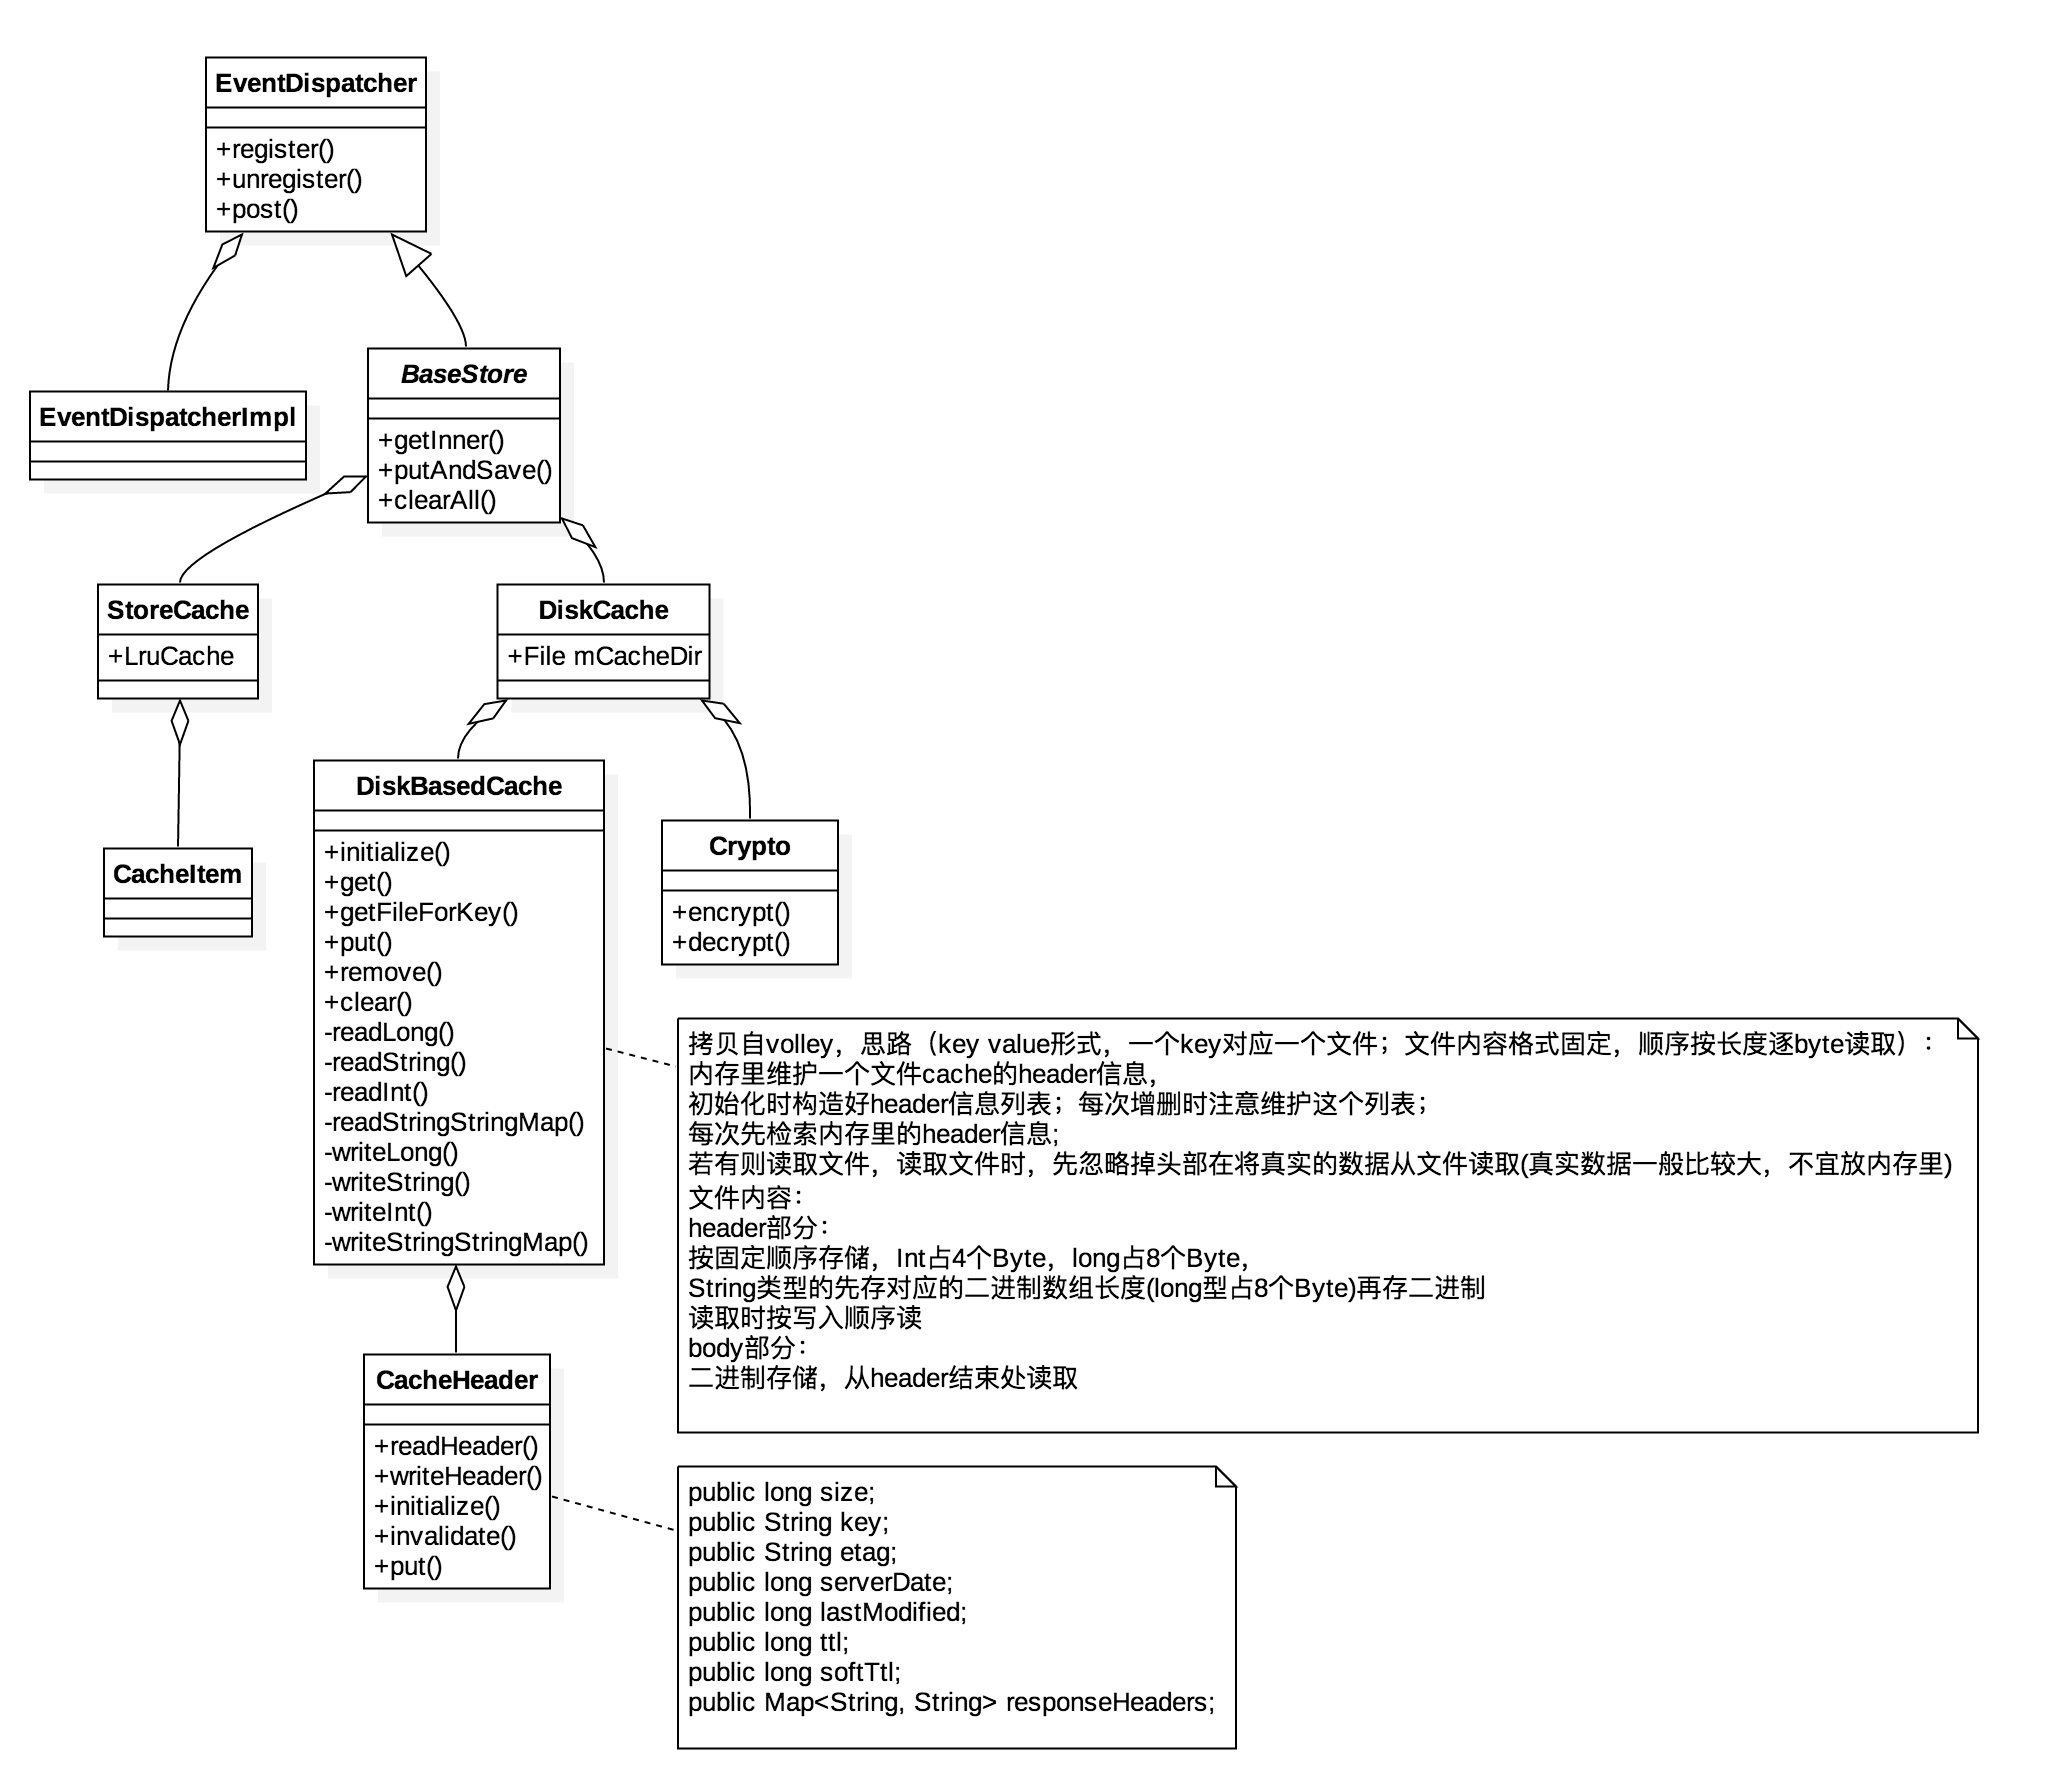 EventDispatcher
+register()
+unregister()
+post()
BaseStore
+getInner()
+putAndSave()
+clearAll()
EventDispatcherImpl
StoreCache
+LruCache
DiskCache
+File mCacheDir
CacheItem
DiskBasedCache
+initialize()
+get()
+getFileForKey()
+put()
+remove()
+clear()
-readLong()
-readString()
-readInt()
-readStringStringMap()
-writeLong()
-writeString()
-writeInt()
-writeStringStringMap()
Crypto
+encrypt()
+decrypt()
拷贝自volley，思路（key value形式，一个key对应一个文件；文件内容格式固定，顺序按长度逐byte读取）：
内存里维护一个文件cache的header信息，
初始化时构造好header信息列表；每次增删时注意维护这个列表；
每次先检索内存里的header信息;
若有则读取文件，读取文件时，先忽略掉头部在将真实的数据从文件读取(真实数据一般比较大，不宜放内存里)
文件内容：
header部分：
按固定顺序存储，Int占4个Byte，long占8个Byte，
String类型的先存对应的二进制数组长度(long型占8个Byte)再存二进制
读取时按写入顺序读
body部分：
二进制存储，从header结束处读取
CacheHeader
+readHeader()
+writeHeader()
+initialize()
+invalidate()
+put()
public long size;
public String key;
public String etag;
public long serverDate;
public long lastModified;
public long ttl;
public long softTtl;
public Map<String, String> responseHeaders;